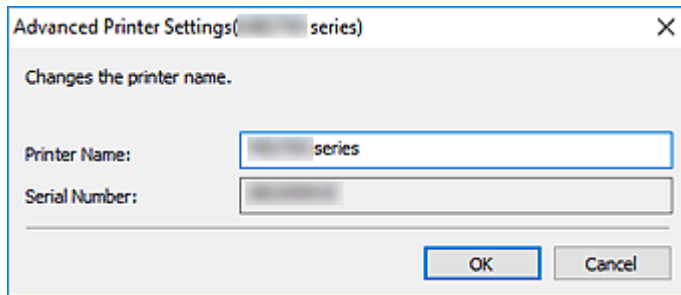 Advanced Printer Settings( series)
Changes the printer name.
Printer Name: series
Serial Number:
OK Cancel